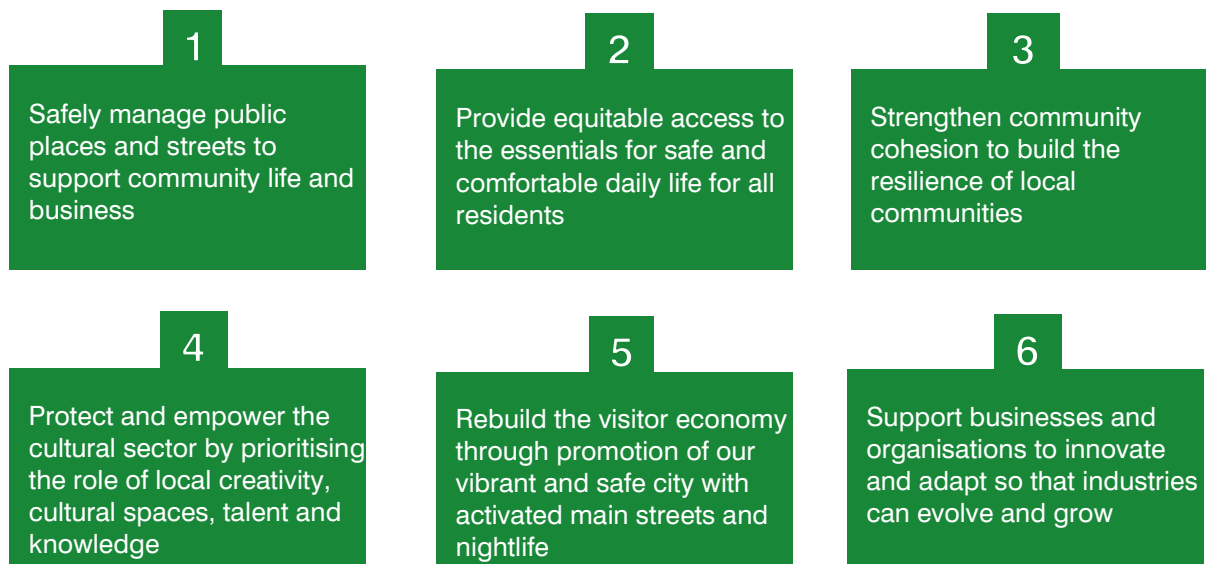 1
Safely manage public
places and streets to
support community life and
business
2
Provide equitable access to
the essentials for safe and
comfortable daily life for all
residents
3
Strengthen community
cohesion to build the
resilience of local
communities
4
Protect and empower the
cultural sector by prioritising
the role of local creativity,
cultural spaces, talent and
knowledge
5
Rebuild the visitor economy
through promotion of our
vibrant and safe city with
activated main streets and
nightlife
6
Support businesses and
organisations to innovate
and adapt so that industries
can evolve and grow